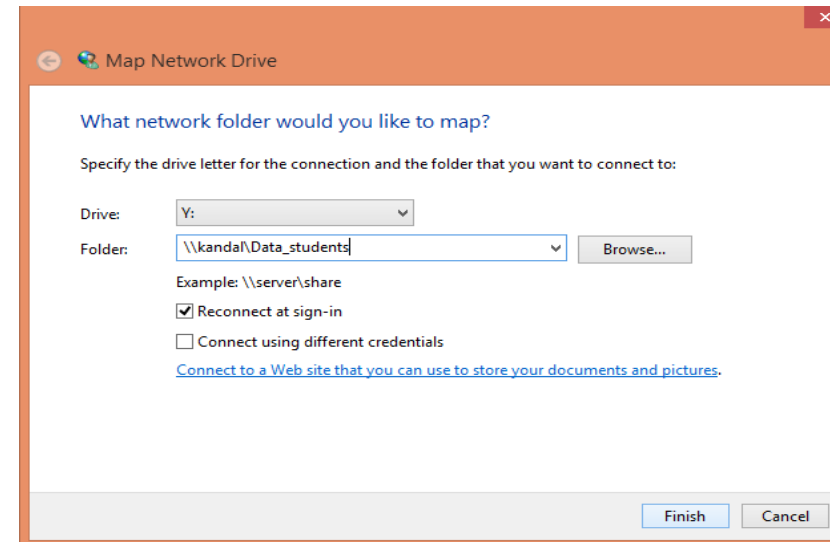 Map Network Drive
What network folder would you like to map?
Specify the drive letter for the connection and the folder that you want to connect to:
Drive: Y:
Folder: \\kandal\Data_students Browse...
Example: \\server\share
Reconnect at sign-in
Connect using different credentials
Connect to a Web site that you can use to store your documents and pictures.
Finish Cancel